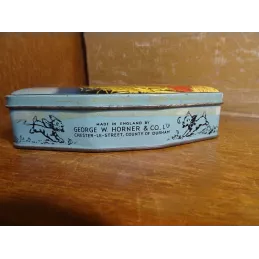 MADE IN ENGLAND BY
GEORGE W. HORNER & CO. LTD
CHESTER-LE-STREET, COUNTY OF DURHAM